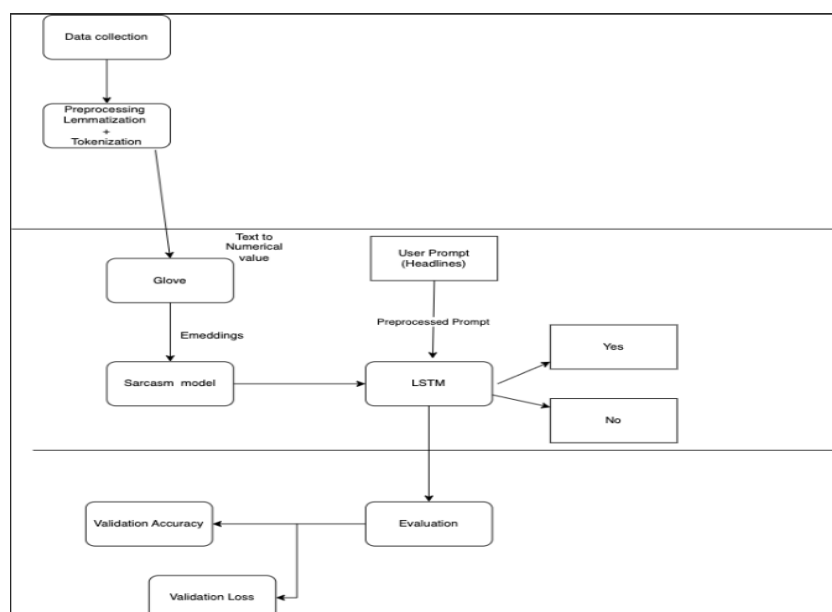 Data collection
Preprocessing
Lemmatization
+
Tokenization
Text to
Numerical
value
User Prompt
(Headlines)
Glove
Preprocessed Prompt
Emeddings
Yes
Sarcasm model
LSTM
No
Validation Accuracy
Evaluation
Validation Loss